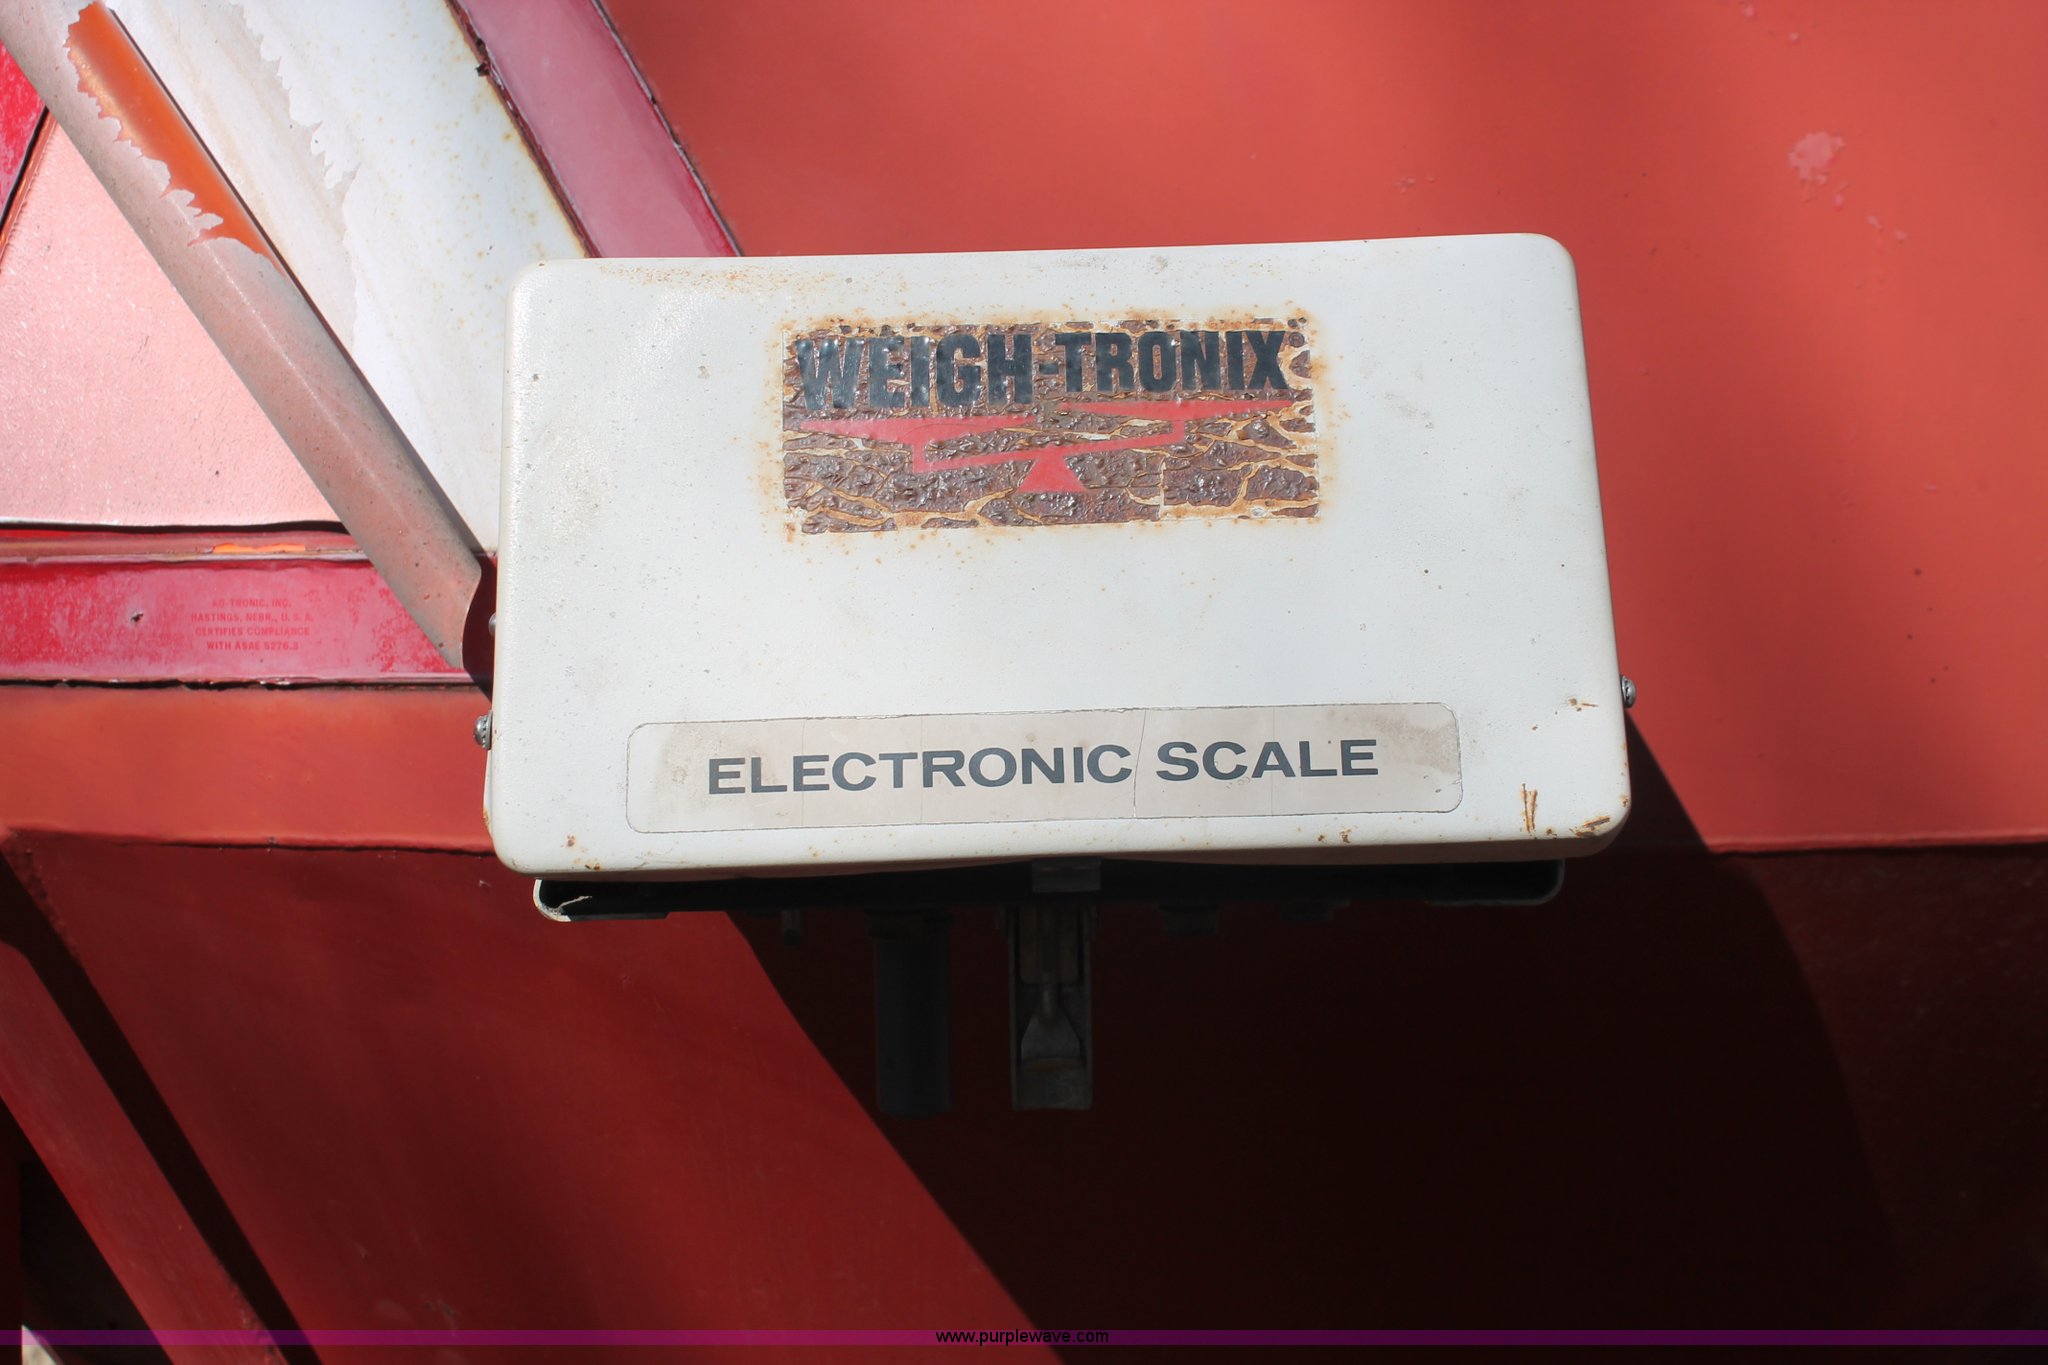 WEIGH-TRONIX
AG-TRONIC, INC.
HASTINGS, NEBR., U. S. A.
CERTIFIES COMPLIANCE
WITH ASAE S276.3
ELECTRONIC SCALE
www.purplewave.com